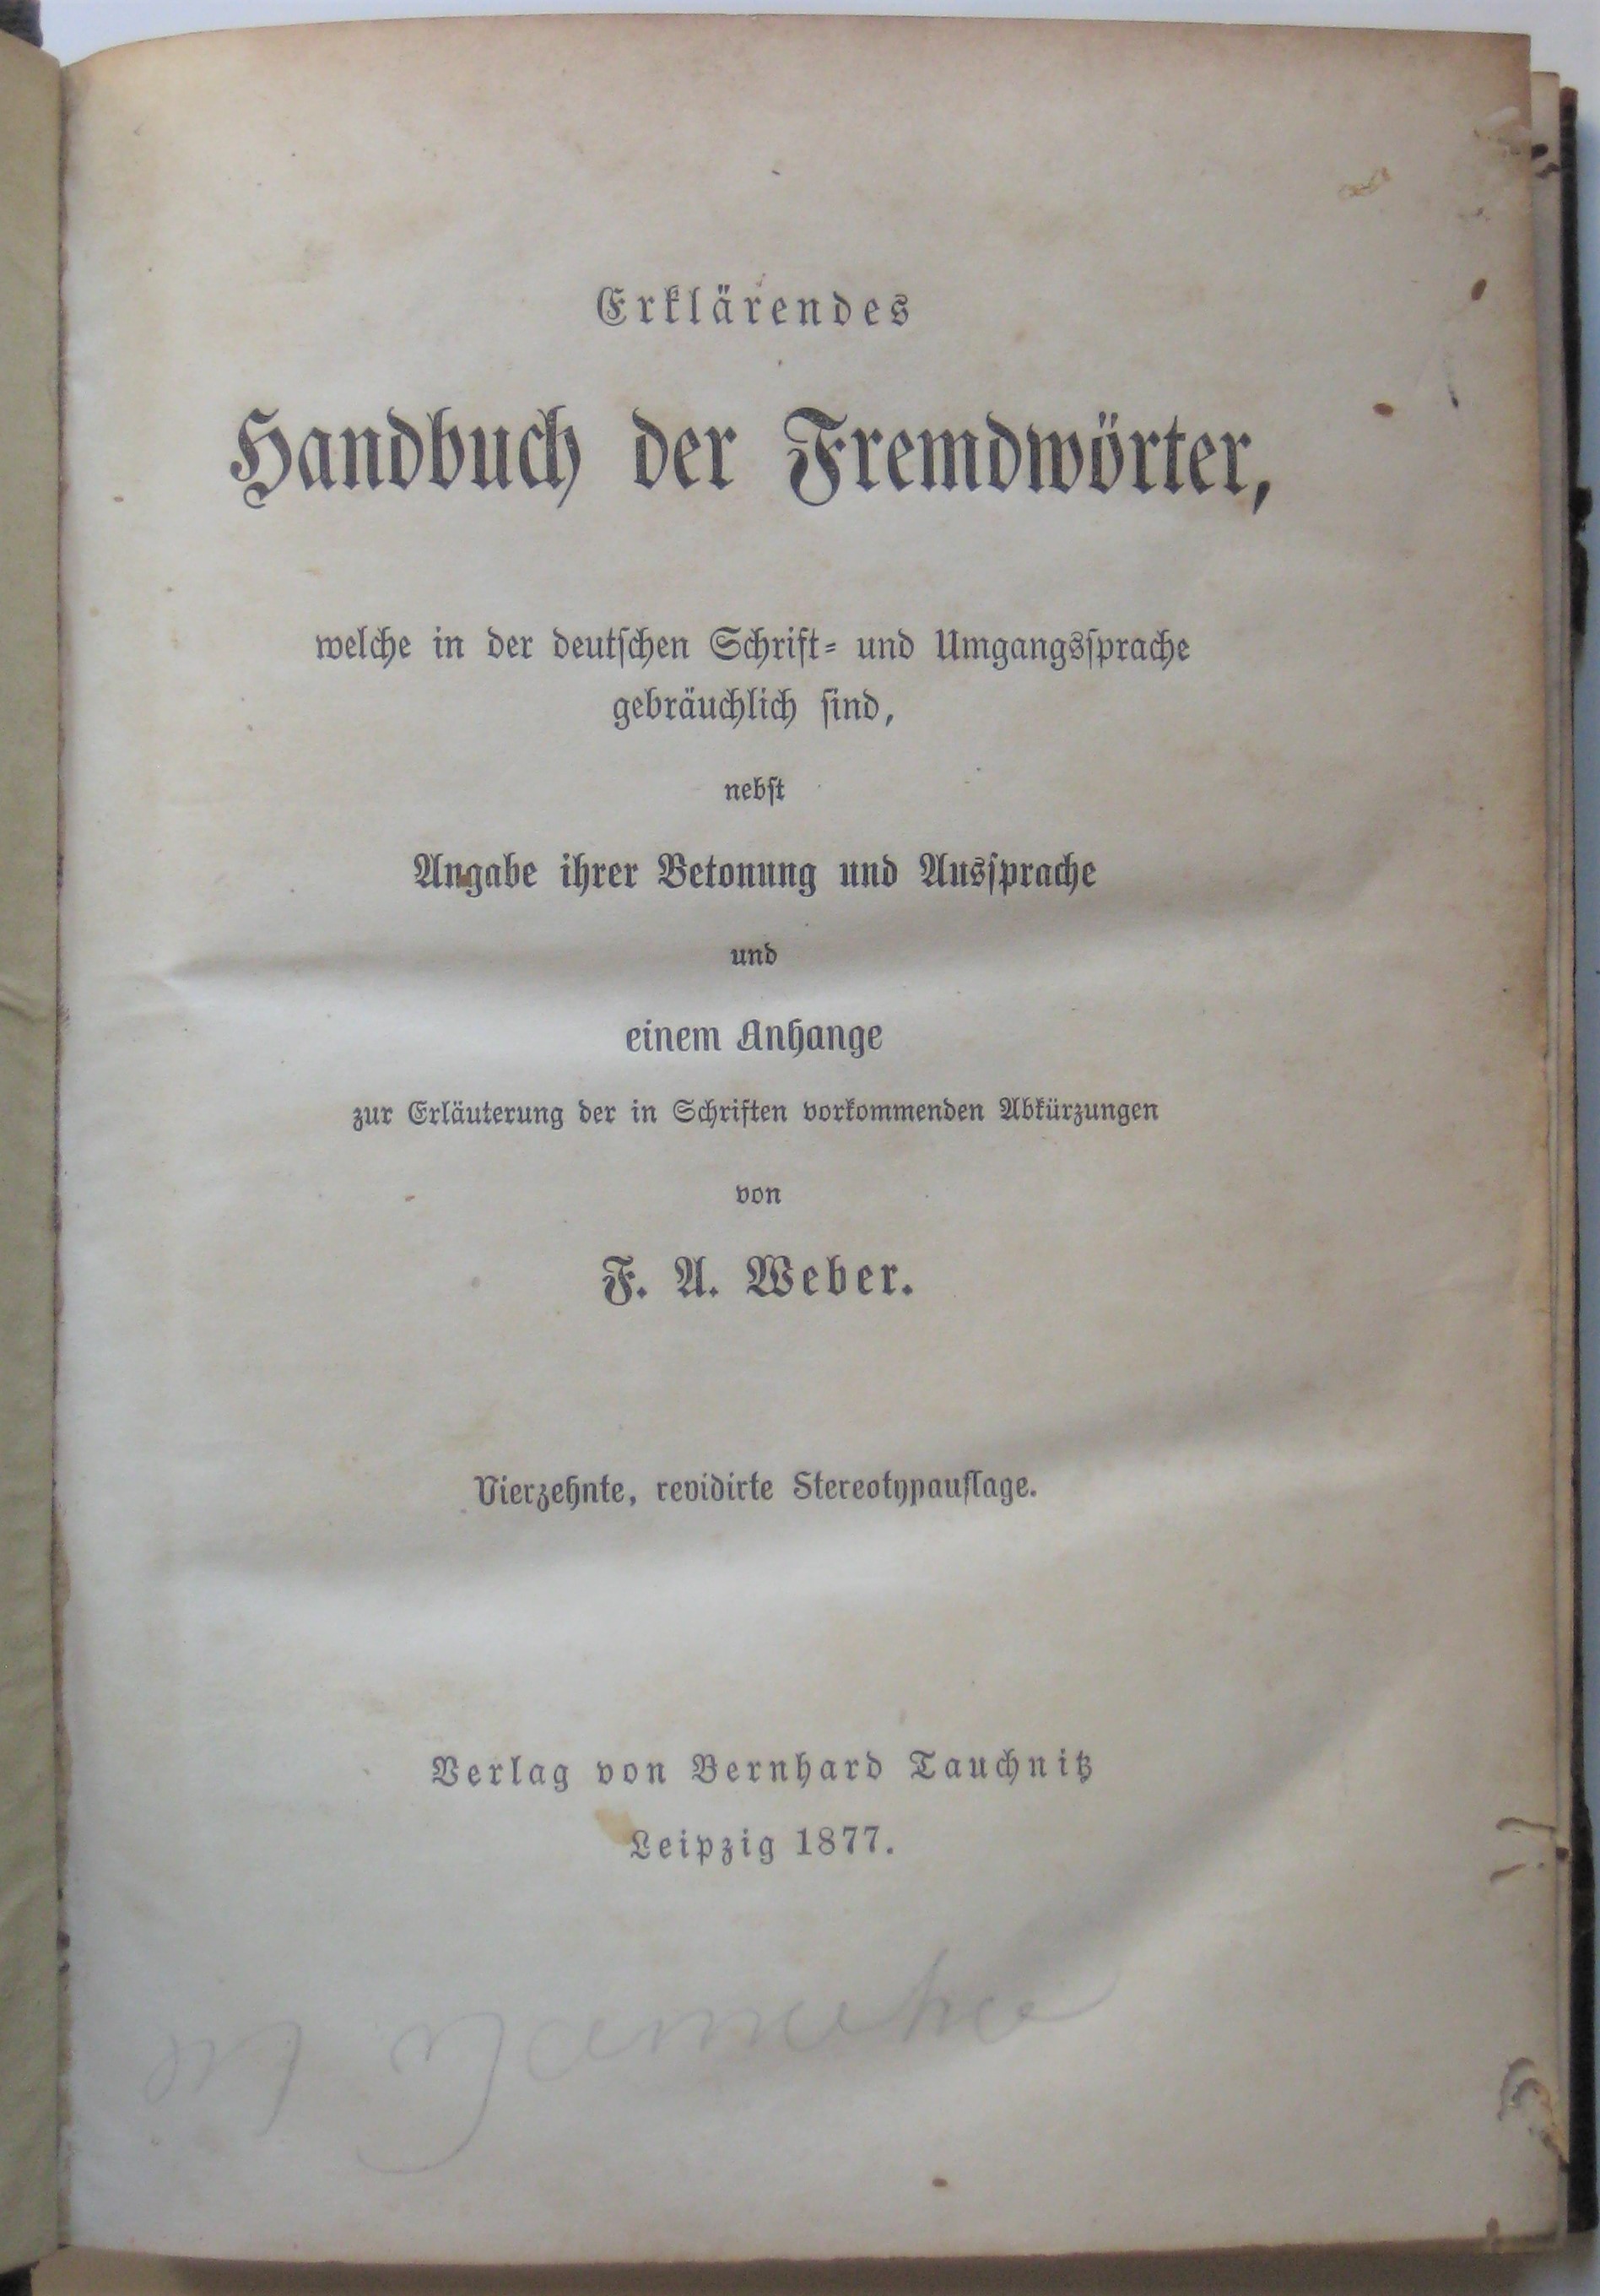 Erklärendes
Handbuch der Fremdwörter,
welche in der deutſchen Schrift- und Umgangsſprache
gebräuchlich ſind,
nebſt
Angabe ihrer Betonung und Ausſprache
und
einem Anhange
zur Erläuterung der in Schriften vorkommenden Abkürzungen
von
F. A. Weber.
Vierzehnte, revidirte Stereotypauflage.
Verlag von Bernhard Tauchnitz
Leipzig 1877.